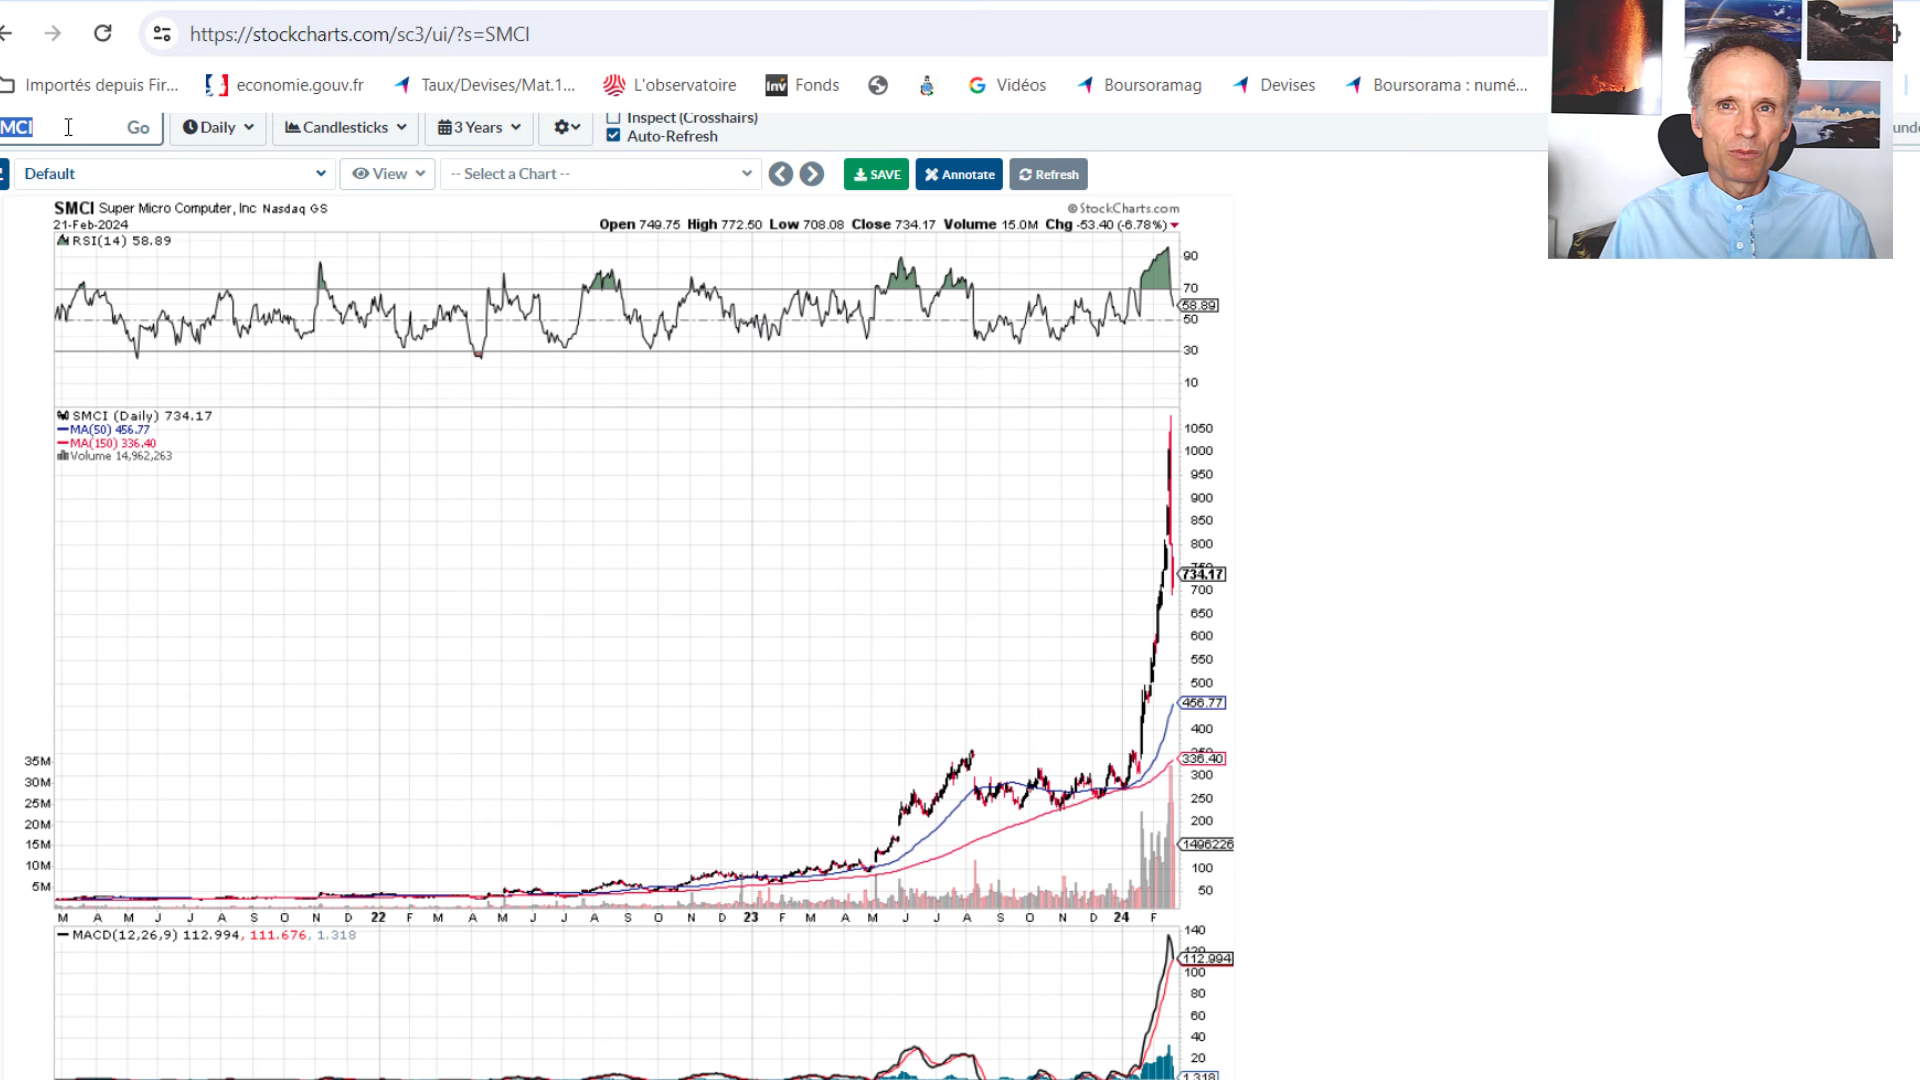 https://stockcharts.com/sc3/ui/?s=SMCI
Importés depuis Fir... economie.gouv.fr Taux/Devises/Mat.1... L'observatoire Inv Fonds Vidéos Boursoramag Devises Boursorama : numé...
MCI Go Daily Candlesticks 3 Years Inspect (Crosshairs)
Auto-Refresh
Default View -- Select a Chart -- SAVE Annotate Refresh
SMCI Super Micro Computer, Inc Nasdaq GS © StockCharts.com
21-Feb-2024 Open 749.75 High 772.50 Low 708.08 Close 734.17 Volume 15.0M Chg -53.40 (-6.78%)
RSI(14) 58.89
90
70
58.89
50
30
10
SMCI (Daily) 734.17
MA(50) 456.77
MA(150) 336.40
Volume 14,962,263
1050
1000
950
900
850
800
734.17
700
650
600
550
500
456.77
400
336.40
300
250
200
1496226
100
50
35M
30M
25M
20M
15M
10M
5M
M A M J J A S O N D 22 F M A M J J A S O N D 23 F M A M J J A S O N D 24 F
MACD(12,26,9) 112.994, 111.676, 1.318
140
120
112.994
100
80
60
40
20
1.318